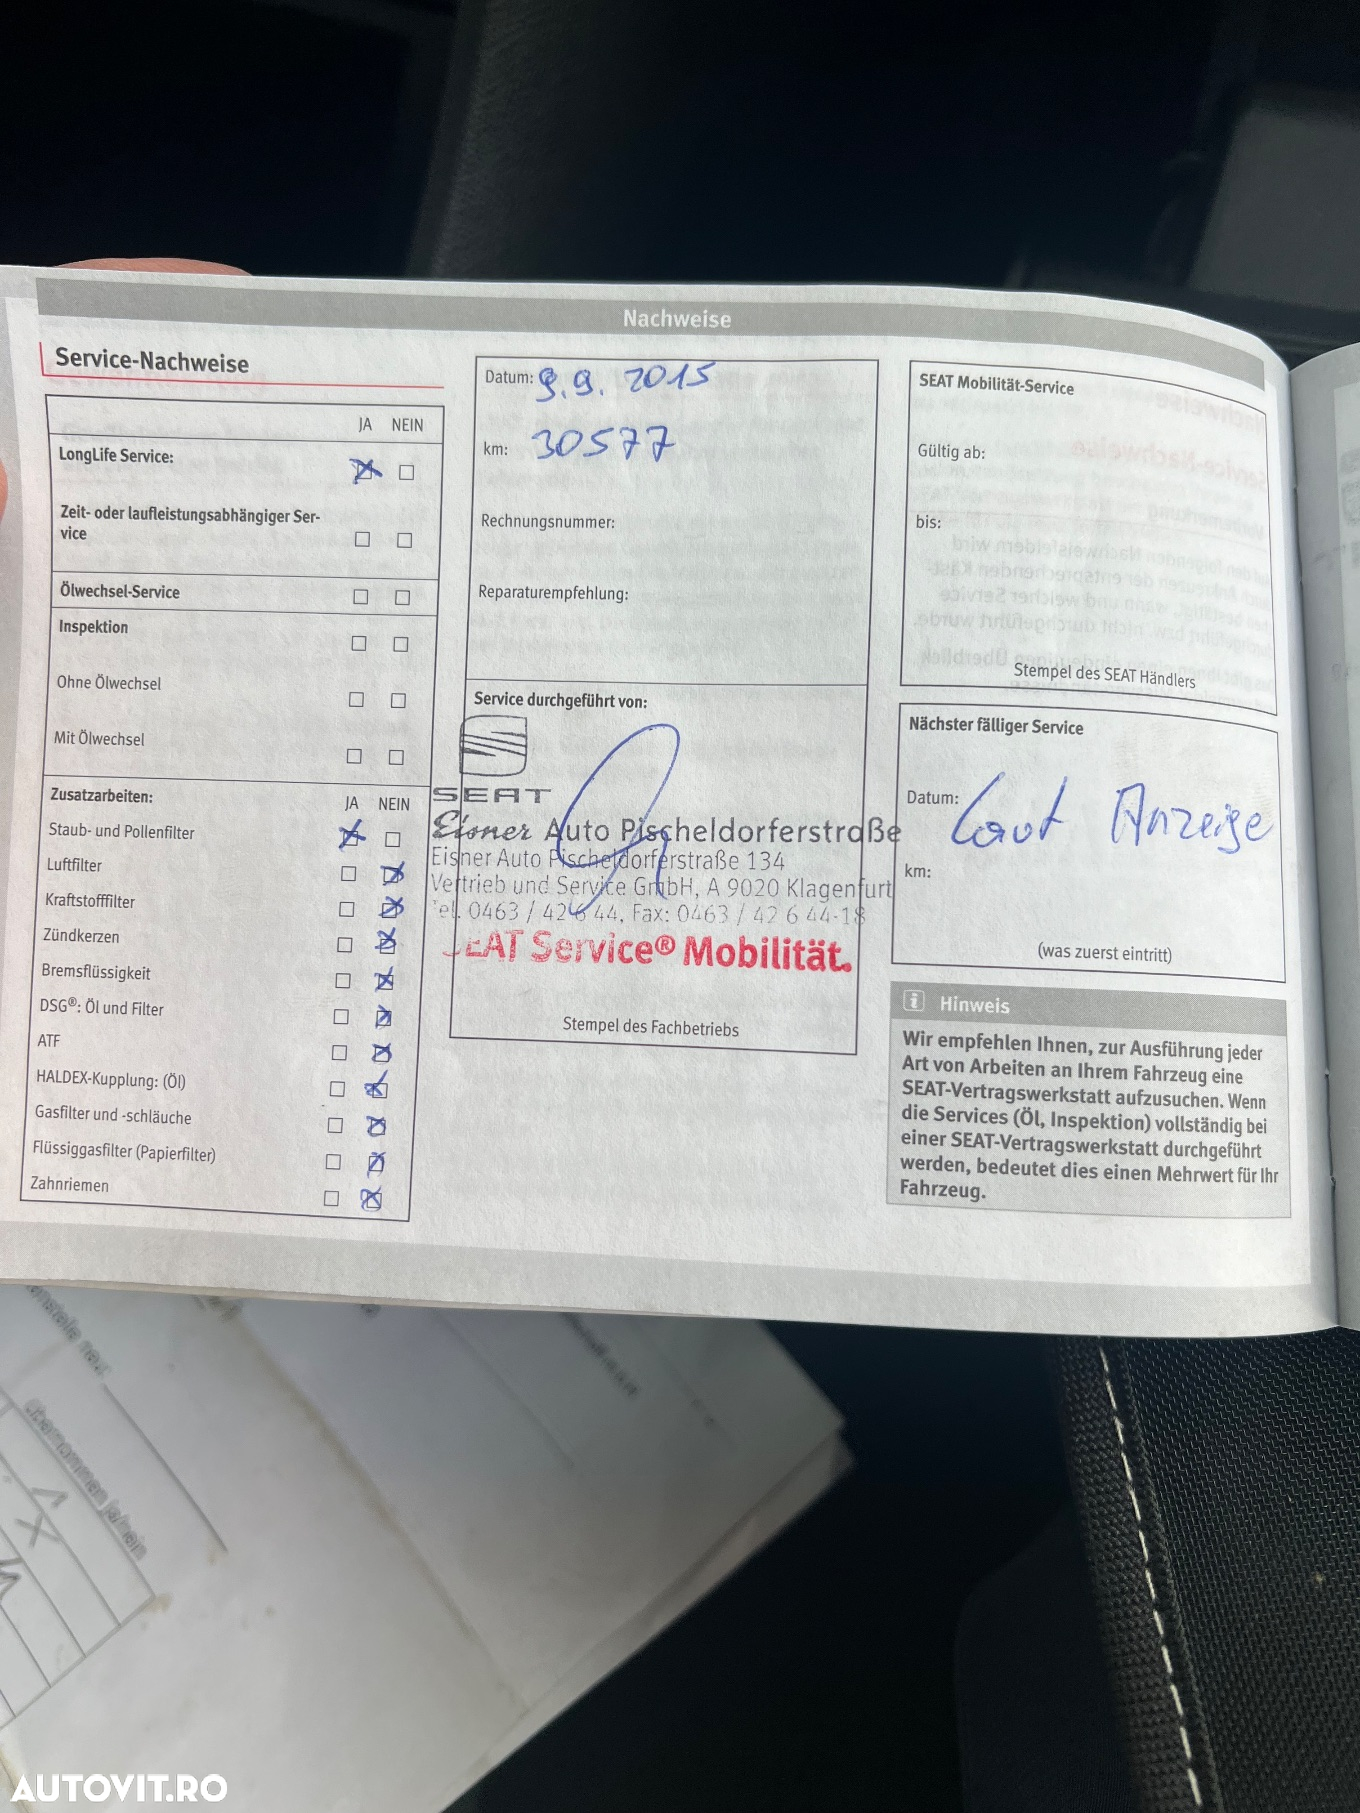 Nachweise
Service-Nachweise
JA NEIN
LongLife Service:
Zeit- oder laufleistungsabhängiger Ser-
vice
Ölwechsel-Service
Inspektion
Ohne Ölwechsel
Mit Ölwechsel
Zusatzarbeiten: JA NEIN
Staub- und Pollenfilter
Luftfilter
Kraftstofffilter
Zündkerzen
Bremsflüssigkeit
DSG®: Öl und Filter
ATF
HALDEX-Kupplung: (Öl)
Gasfilter und -schläuche
Flüssiggasfilter (Papierfilter)
Zahnriemen
Datum: 9.9. 2015
km: 30577
Rechnungsnummer:
Reparaturempfehlung:
Service durchgeführt von:
SEAT
Eisner Auto Pischeldorferstraße
Eisner Auto Pischeldorferstraße 134
Vertrieb und Service GmbH, A 9020 Klagenfurt
Tel. 0463 / 42 6 44, Fax: 0463 / 42 6 44-18
SEAT Service® Mobilität.
Stempel des Fachbetriebs
SEAT Mobilität-Service
Gültig ab:
bis:
Stempel des SEAT Händlers
Nächster fälliger Service
Datum: Laut Anzeige
km:
(was zuerst eintritt)
i Hinweis
Wir empfehlen Ihnen, zur Ausführung jeder
Art von Arbeiten an Ihrem Fahrzeug eine
SEAT-Vertragswerkstatt aufzusuchen. Wenn
die Services (Öl, Inspektion) vollständig bei
einer SEAT-Vertragswerkstatt durchgeführt
werden, bedeutet dies einen Mehrwert für Ihr
Fahrzeug.
übernommen ja/nein
AUTOVIT.RO